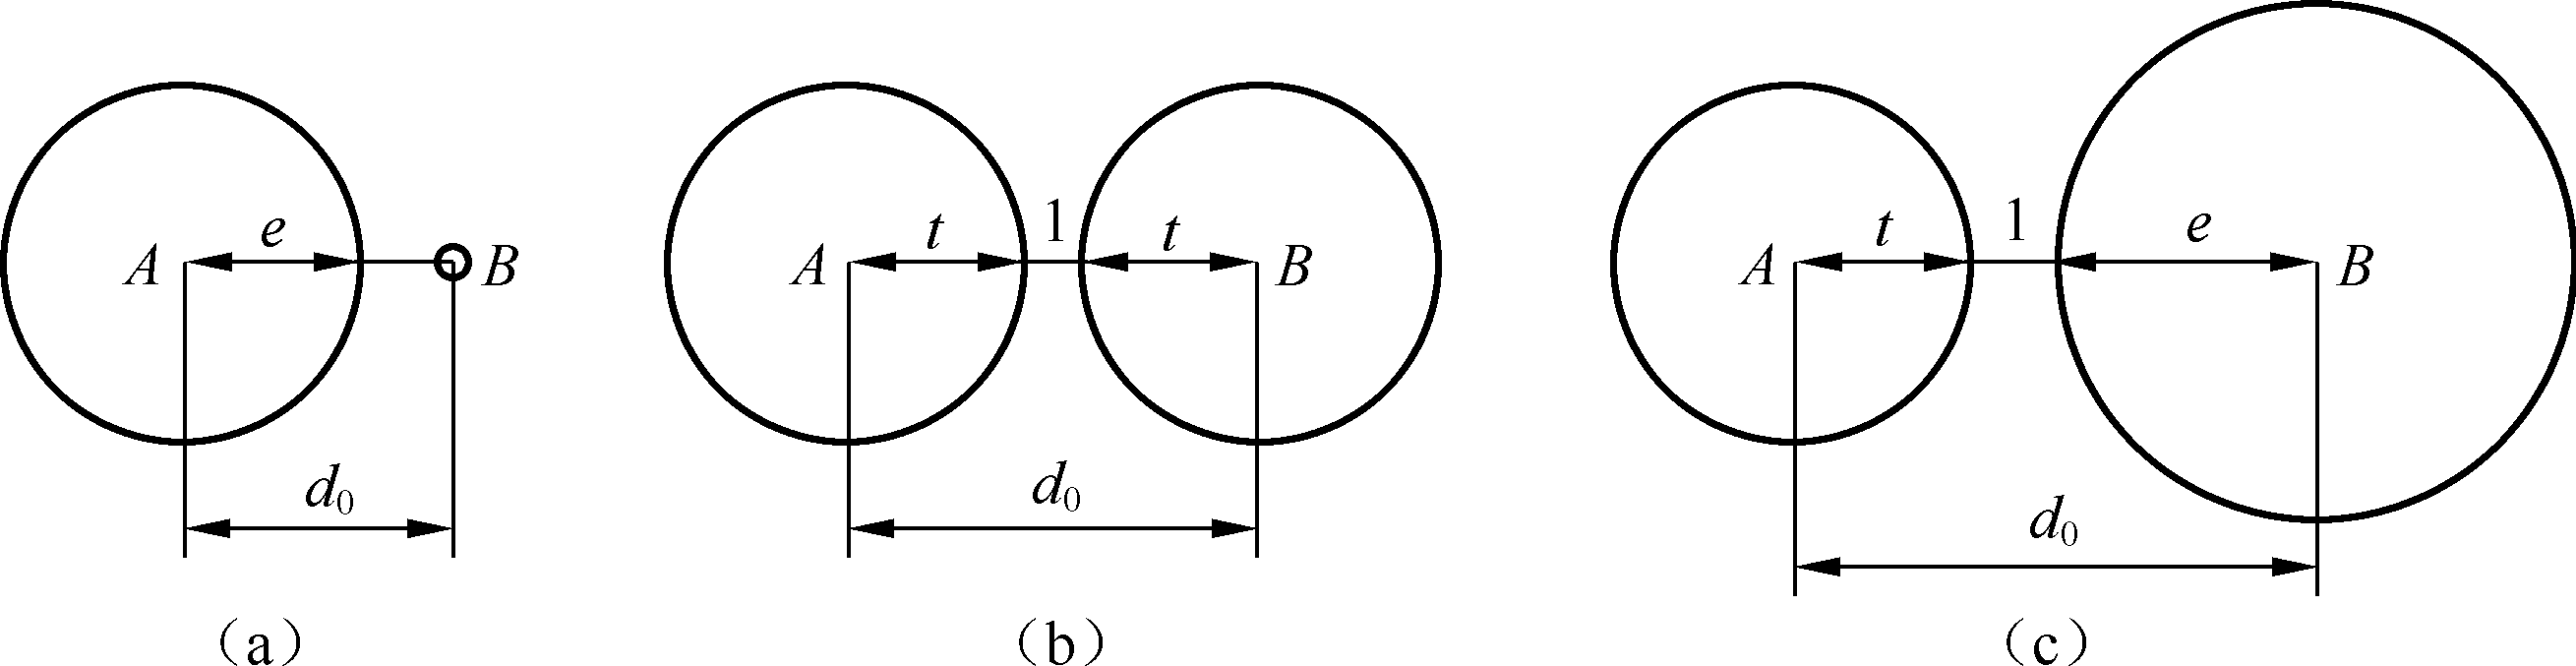 A e B
d₀
(a)
A t 1 t B
d₀
(b)
A t 1 e B
d₀
(c)